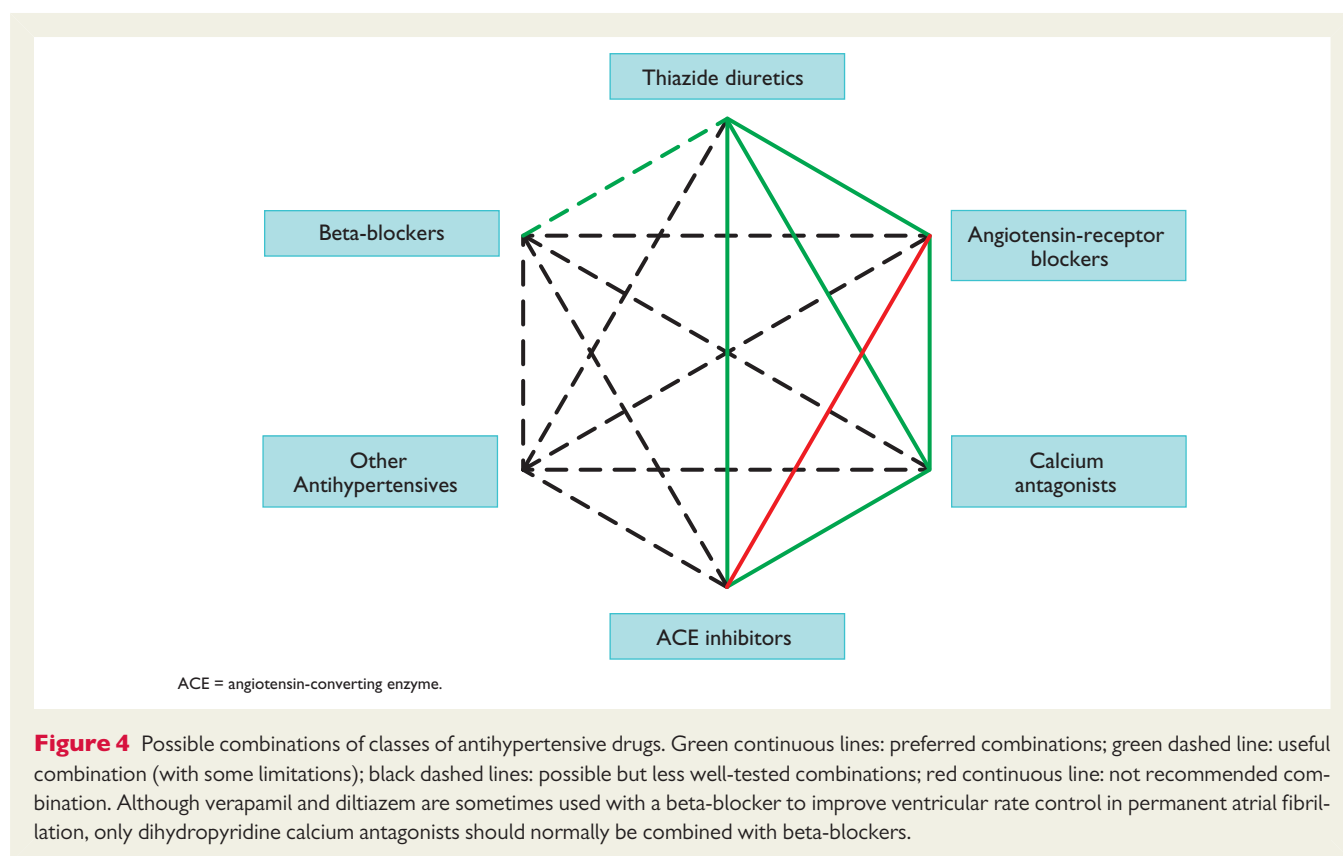 Thiazide diuretics
Beta-blockers
Angiotensin-receptor
blockers
Other
Antihypertensives
Calcium
antagonists
ACE inhibitors
ACE = angiotensin-converting enzyme.
Figure 4 Possible combinations of classes of antihypertensive drugs. Green continuous lines: preferred combinations; green dashed line: useful
combination (with some limitations); black dashed lines: possible but less well-tested combinations; red continuous line: not recommended com-
bination. Although verapamil and diltiazem are sometimes used with a beta-blocker to improve ventricular rate control in permanent atrial fibril-
lation, only dihydropyridine calcium antagonists should normally be combined with beta-blockers.